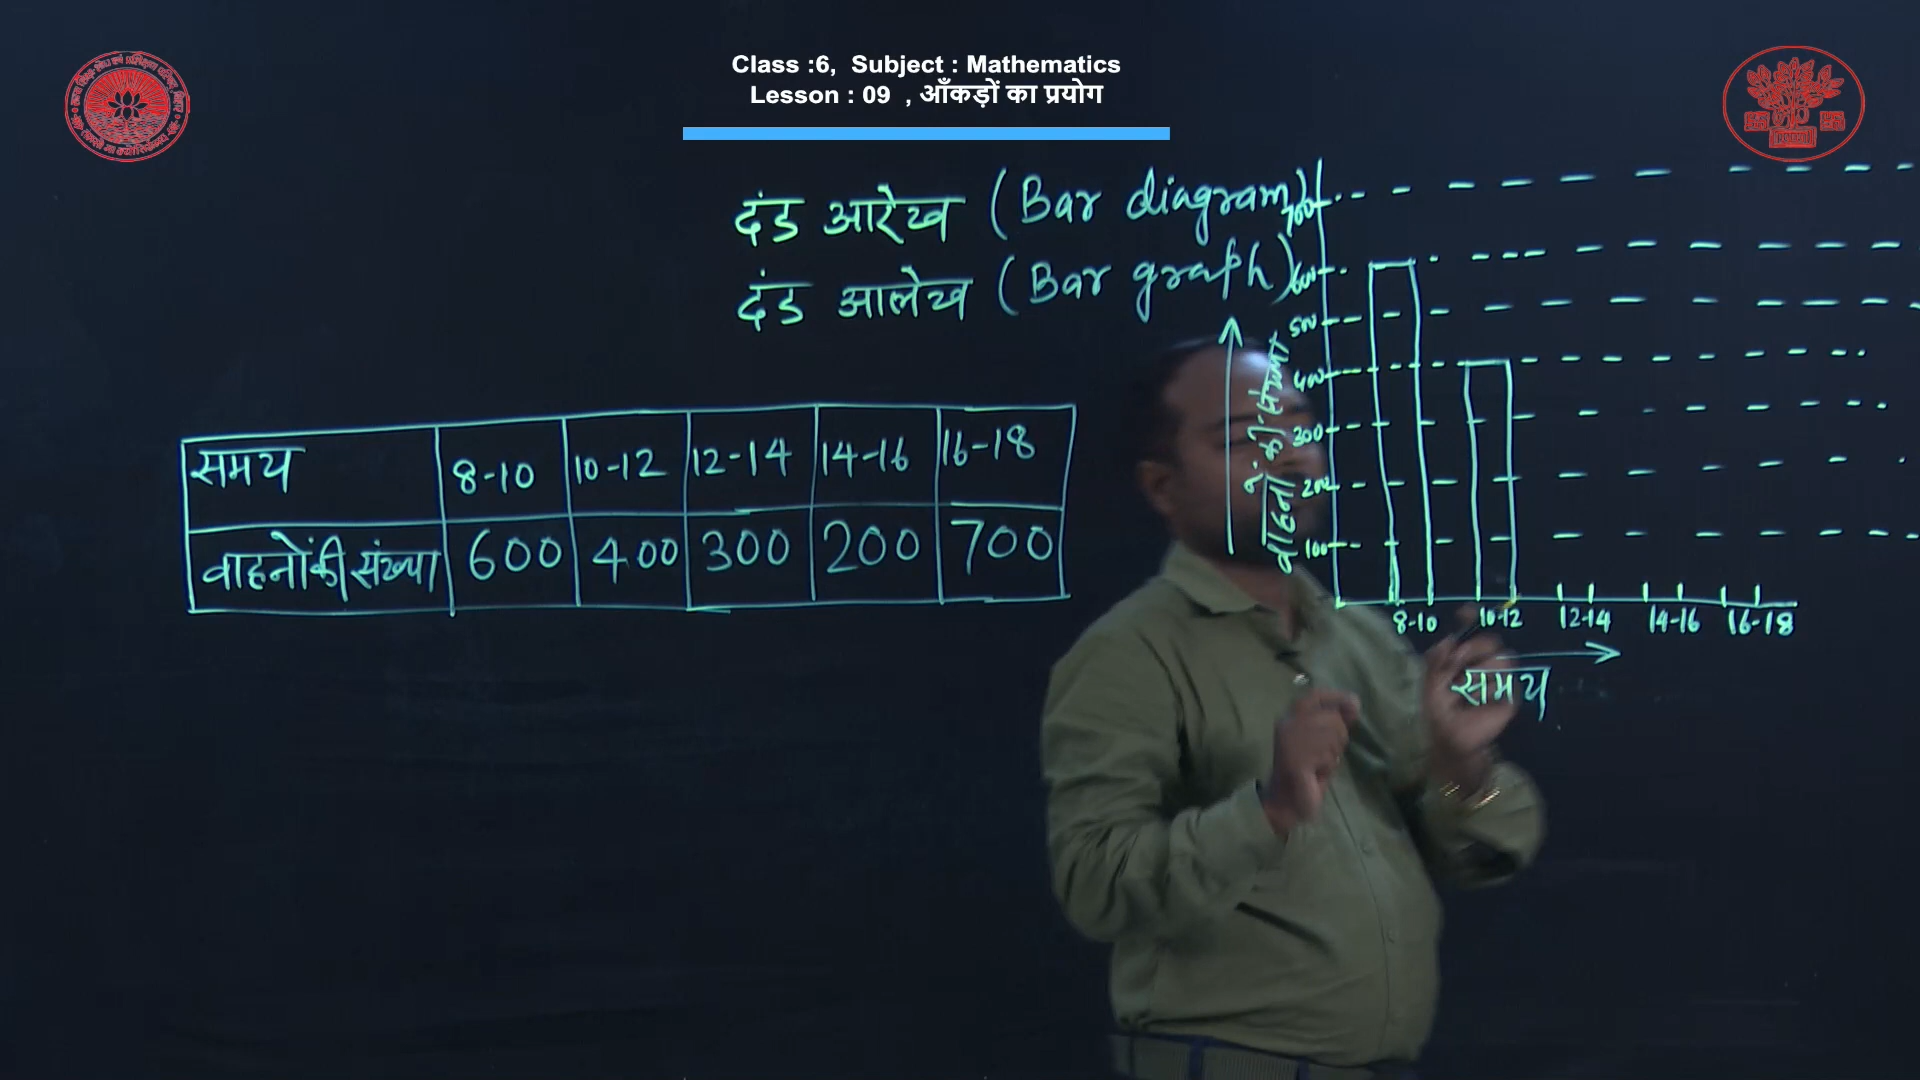 Class :6, Subject : Mathematics
Lesson : 09 , आँकड़ों का प्रयोग
दंड आरेख (Bar diagram)
दंड आलेख (Bar graph)
समय 8-10 10-12 12-14 14-16 16-18
वाहनों की संख्या 600 400 300 200 700
700
600
500
400
300
200
100
वाहनों की संख्या
8-10 10-12 12-14 14-16 16-18
समय